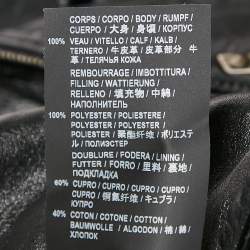 CORPS / CORPO / BODY / RUMPF /
CUERPO / 大身 / 身頃 / КОРПУС
100% VEAU / VITELLO / CALF / KALB /
TERNERO / 牛皮革 / 皮革部分 牛
革 / ТЕЛЯЧЬЯ КОЖА
REMBOURRAGE / IMBOTTITURA /
FILLING / WATTIERUNG /
RELLENO / 填充物 / 中綿 /
НАПОЛНИТЕЛЬ
100% POLYESTER / POLIESTERE /
POLYESTER / POLYESTER /
POLIÉSTER / 聚酯纤维 / ポリエステ
ル / ПОЛИЭСТЕР
DOUBLURE / FODERA / LINING /
FUTTER / FORRO / 里料 / 裏地 /
ПОДКЛАДКА
60% CUPRO / CUPRO / CUPRO / CUPRO
/ CUPRO / 铜氨纤维 / キュプラ /
КУПРО
40% COTON / COTONE / COTTON /
BAUMWOLLE / ALGODON / 棉 / 綿 /
ХЛОПОК